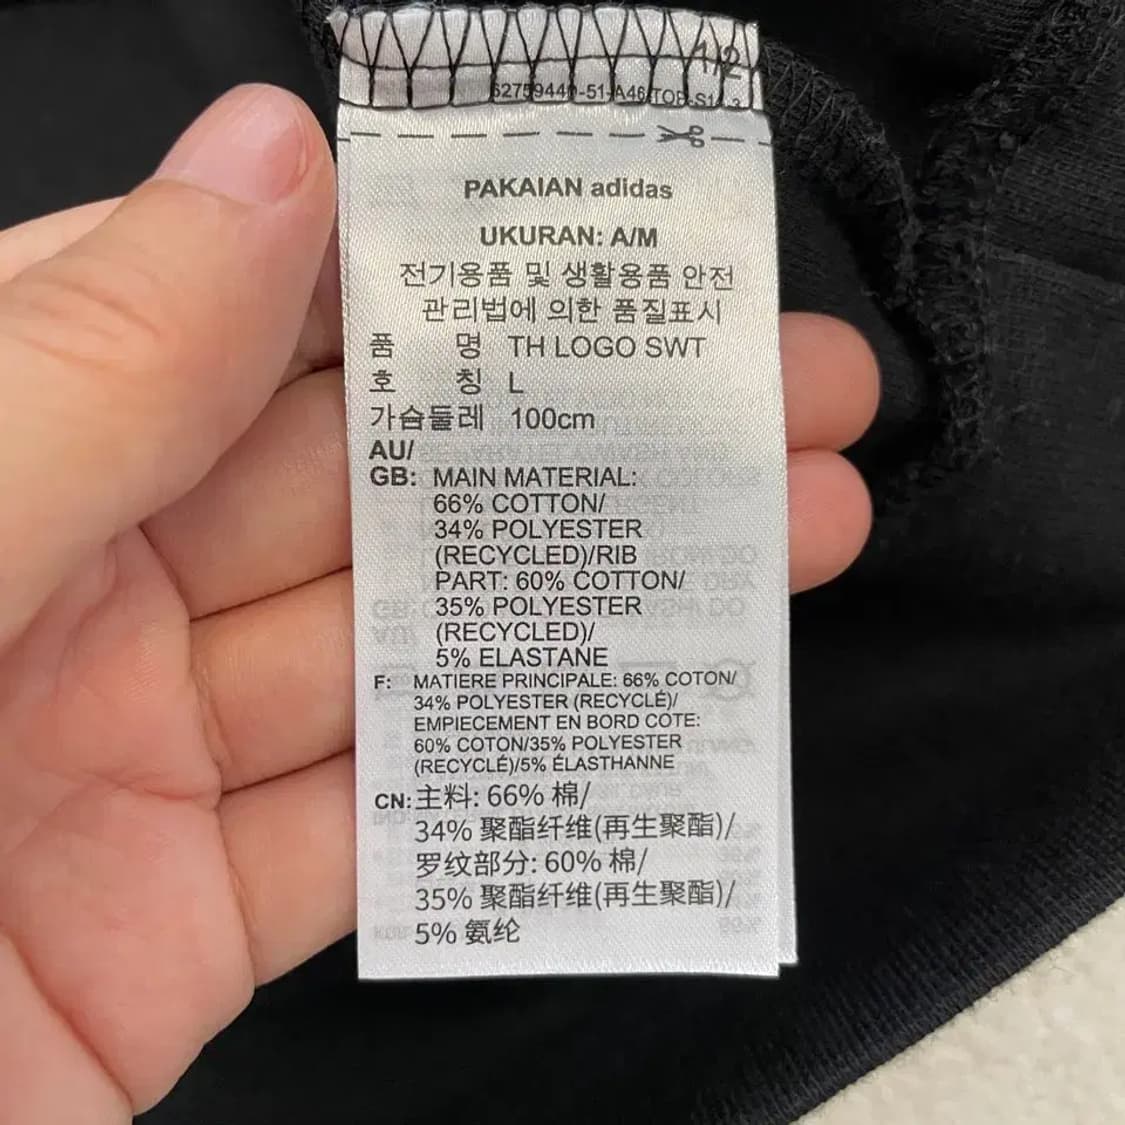 1/2
PAKAIAN adidas
UKURAN: A/M
전기용품 및 생활용품 안전
관리법에 의한 품질표시
품 명 TH LOGO SWT
호 칭 L
가슴둘레 100cm
AU/
GB: MAIN MATERIAL:
66% COTTON/
34% POLYESTER
(RECYCLED)/RIB
PART: 60% COTTON/
35% POLYESTER
(RECYCLED)/
5% ELASTANE
F: MATIERE PRINCIPALE: 66% COTON/
34% POLYESTER (RECYCLÉ)/
EMPIECEMENT EN BORD COTE:
60% COTON/35% POLYESTER
(RECYCLÉ)/5% ÉLASTHANNE
CN: 主料: 66% 棉/
34% 聚酯纤维(再生聚酯)/
罗纹部分: 60% 棉/
35% 聚酯纤维(再生聚酯)/
5% 氨纶